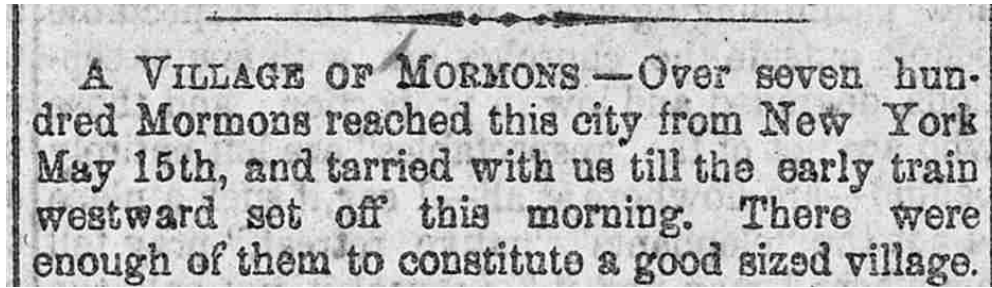 A VILLAGE OF MORMONS—Over seven hun-
dred Mormons reached this city from New York
May 15th, and tarried with us till the early train
westward set off this morning. There were
enough of them to constitute a good sized village.